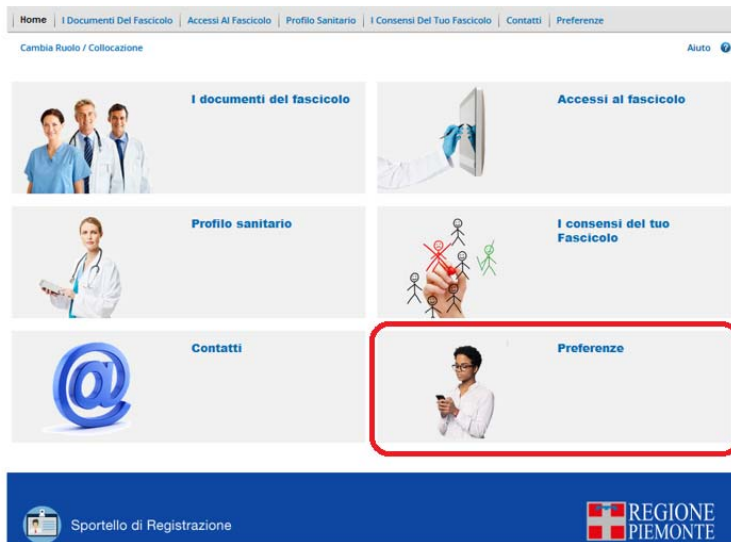 Home | I Documenti Del Fascicolo | Accessi Al Fascicolo | Profilo Sanitario | I Consensi Del Tuo Fascicolo | Contatti | Preferenze
Cambia Ruolo / Collocazione Aiuto ?
I documenti del fascicolo
Accessi al fascicolo
Profilo sanitario
I consensi del tuo
Fascicolo
@
Contatti
Preferenze
Sportello di Registrazione
REGIONE
PIEMONTE